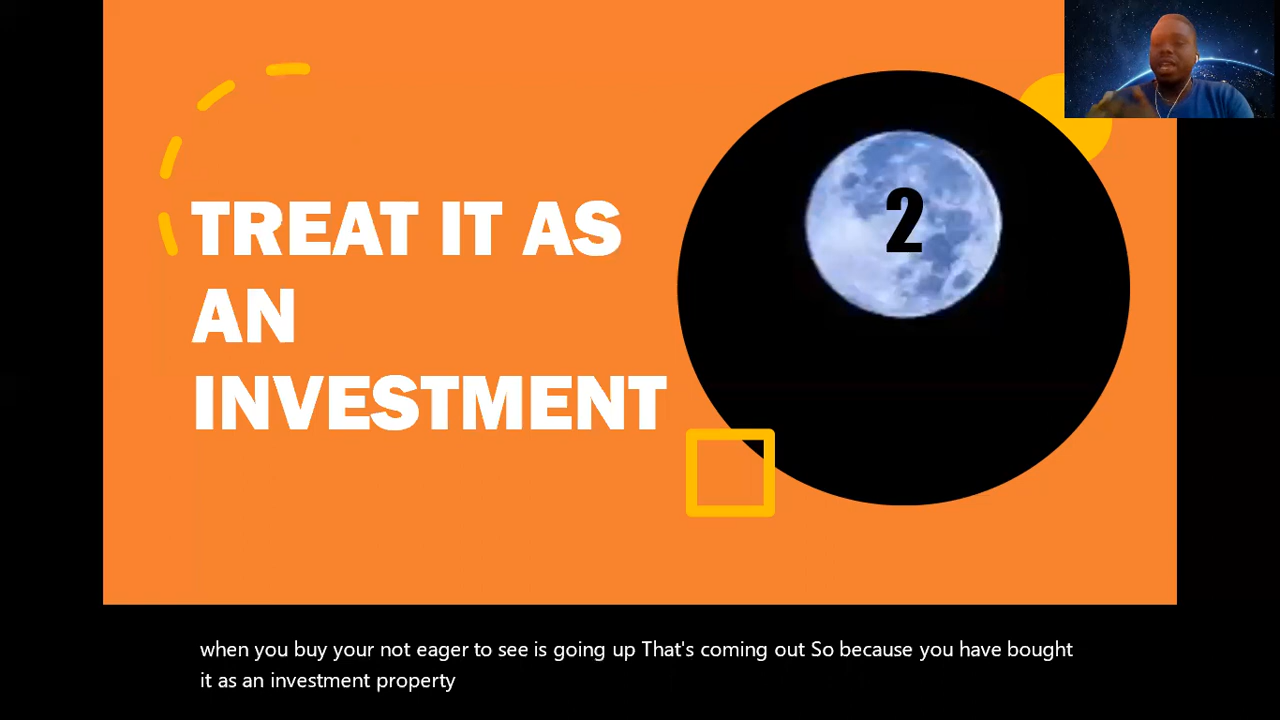 TREAT IT AS
AN
INVESTMENT
2
when you buy your not eager to see is going up That's coming out So because you have bought
it as an investment property